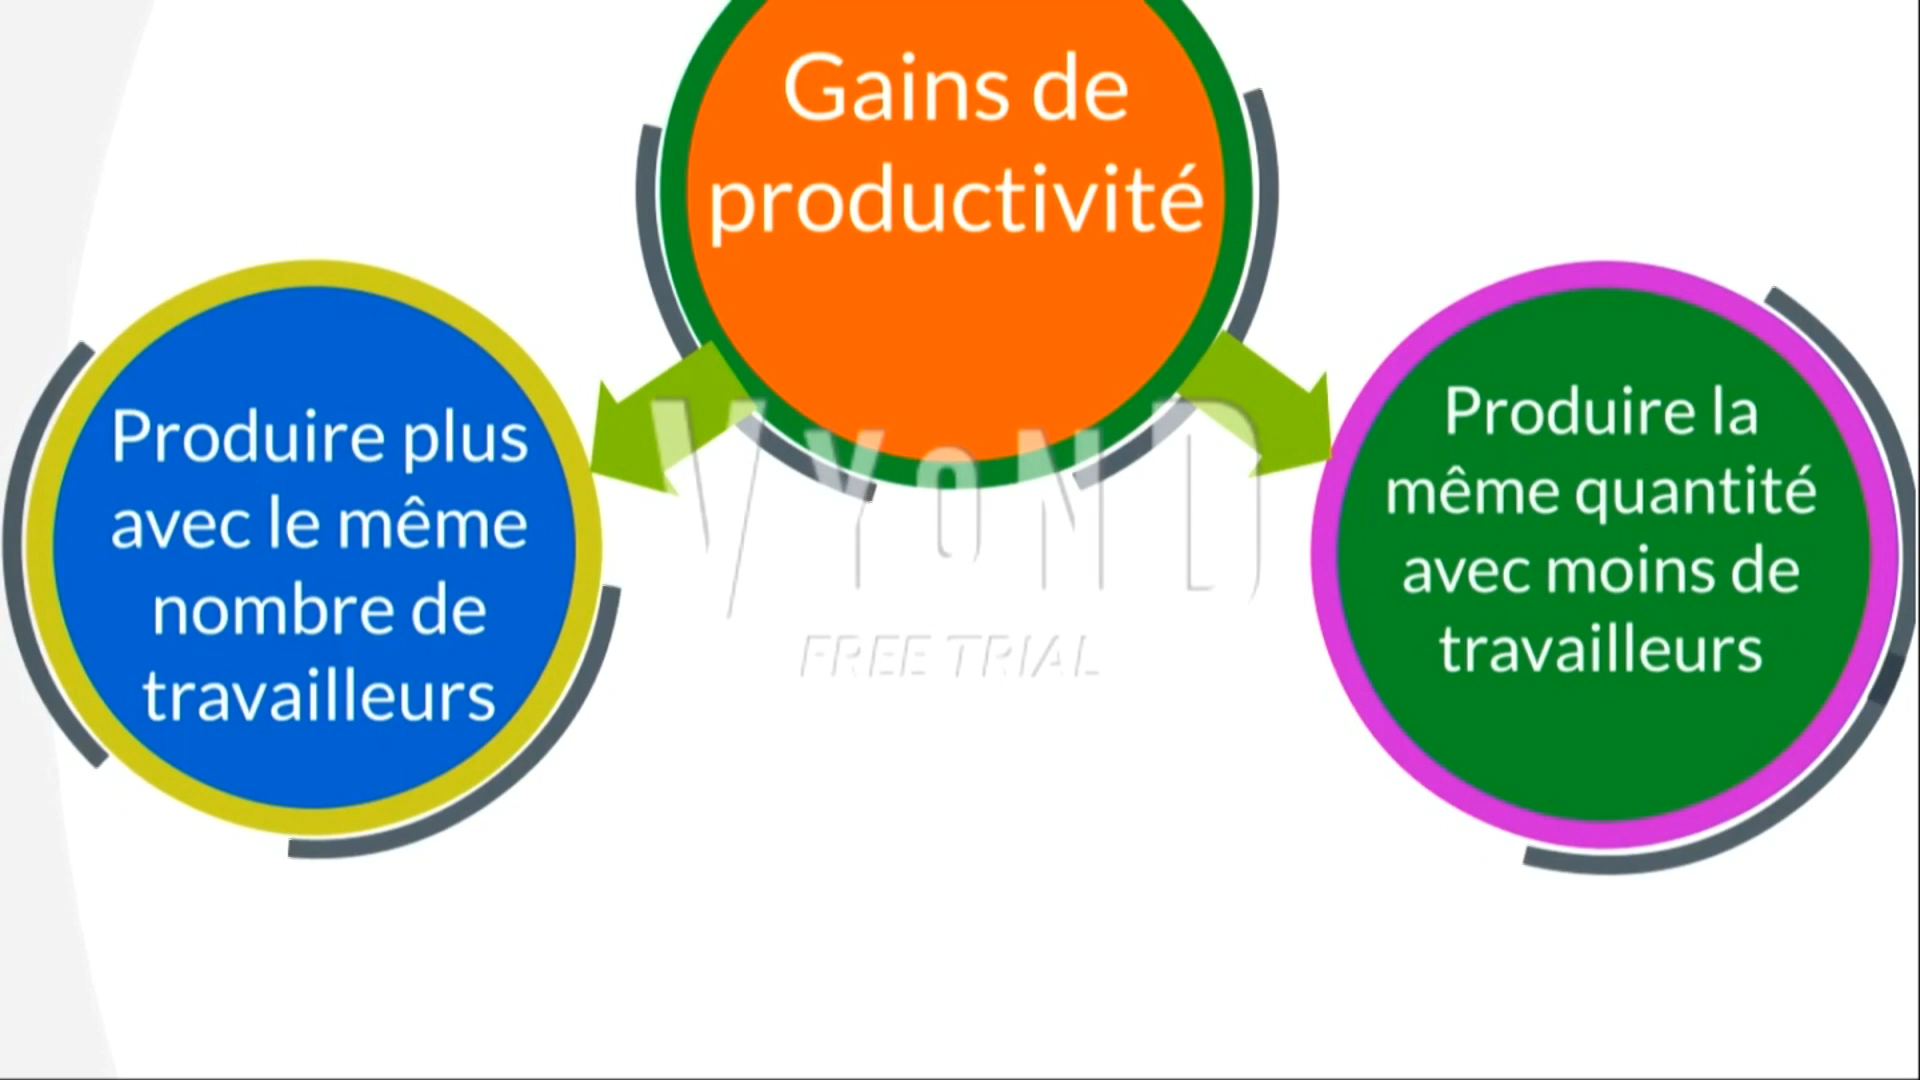 Gains de
productivité
Produire plus
avec le même
nombre de
travailleurs
Produire la
même quantité
avec moins de
travailleurs
VYOND
FREE TRIAL